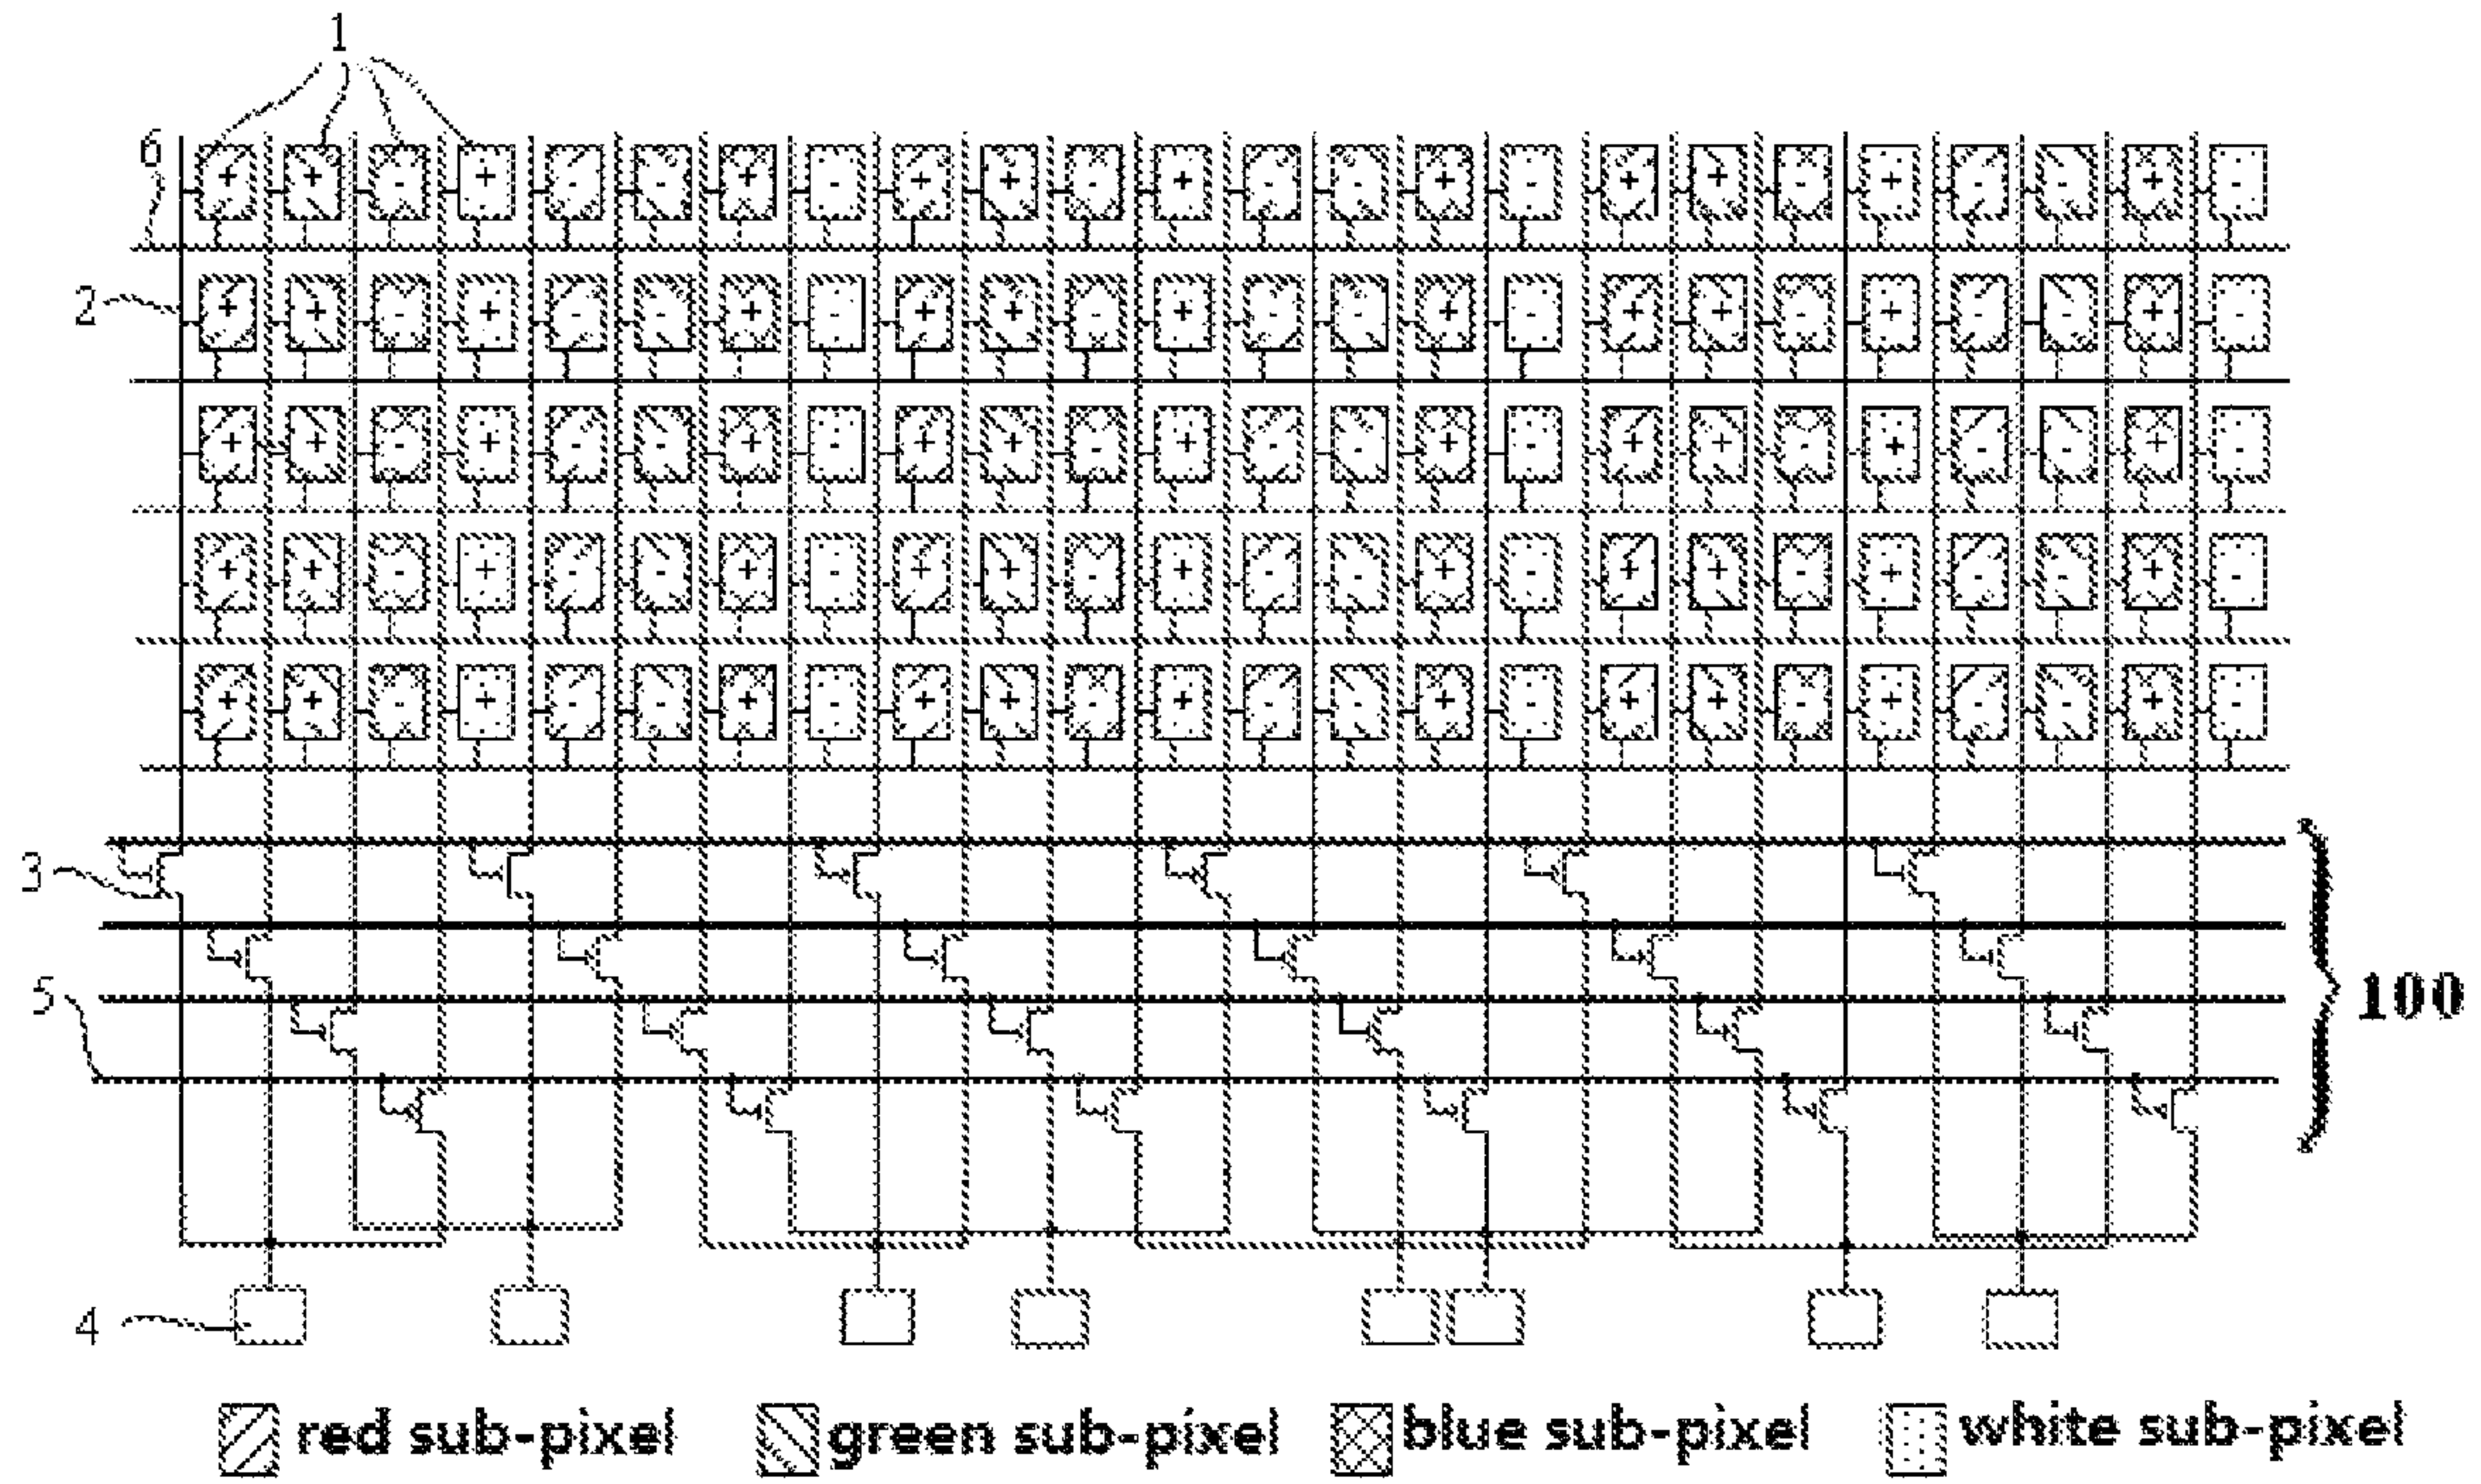 1
6
+ + - + - - + - + + - + - - + - + + - + - - + -
2
+ + - + - - + - + + - + - - + - + + - + - - + -
+ + - + - - + - + + - + - - + - + + - + - - + -
+ + - + - - + - + + - + - - + - + + - + - - + -
+ + - + - - + - + + - + - - + - + + - + - - + -
3
5
100
4
red sub-pixel green sub-pixel blue sub-pixel white sub-pixel